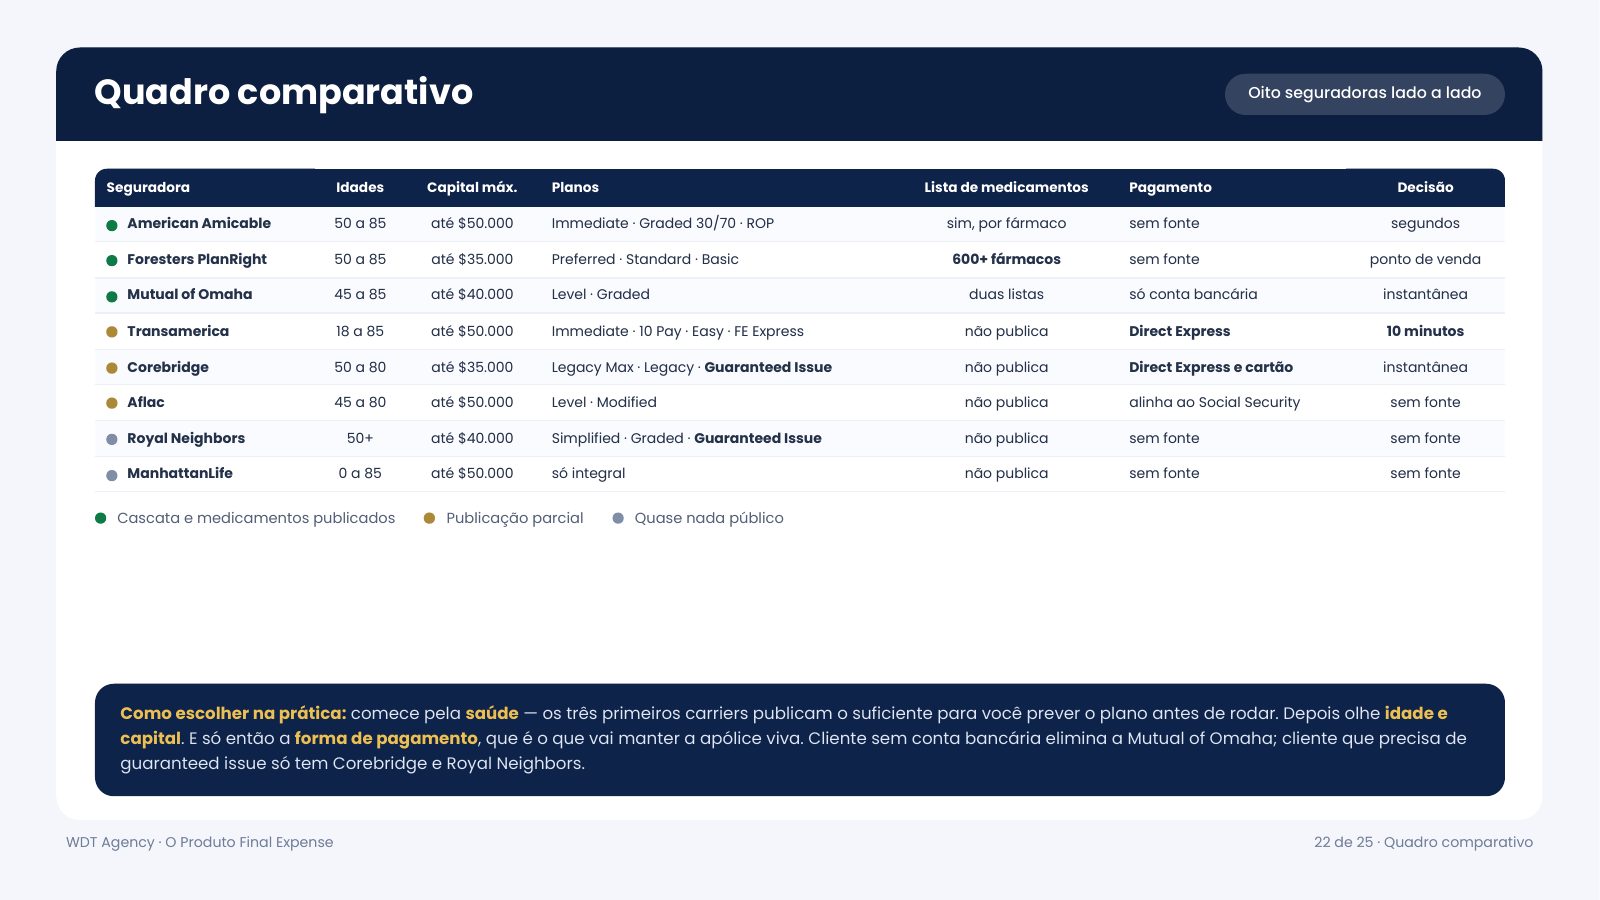 Quadro comparativo
Oito seguradoras lado a lado
Seguradora Idades Capital máx. Planos Lista de medicamentos Pagamento Decisão
American Amicable 50 a 85 até $50.000 Immediate · Graded 30/70 · ROP sim, por fármaco sem fonte segundos
Foresters PlanRight 50 a 85 até $35.000 Preferred · Standard · Basic 600+ fármacos sem fonte ponto de venda
Mutual of Omaha 45 a 85 até $40.000 Level · Graded duas listas só conta bancária instantânea
Transamerica 18 a 85 até $50.000 Immediate · 10 Pay · Easy · FE Express não publica Direct Express 10 minutos
Corebridge 50 a 80 até $35.000 Legacy Max · Legacy · Guaranteed Issue não publica Direct Express e cartão instantânea
Aflac 45 a 80 até $50.000 Level · Modified não publica alinha ao Social Security sem fonte
Royal Neighbors 50+ até $40.000 Simplified · Graded · Guaranteed Issue não publica sem fonte sem fonte
ManhattanLife 0 a 85 até $50.000 só integral não publica sem fonte sem fonte
Cascata e medicamentos publicados Publicação parcial Quase nada público
Como escolher na prática: comece pela saúde — os três primeiros carriers publicam o suficiente para você prever o plano antes de rodar. Depois olhe idade e
capital. E só então a forma de pagamento, que é o que vai manter a apólice viva. Cliente sem conta bancária elimina a Mutual of Omaha; cliente que precisa de
guaranteed issue só tem Corebridge e Royal Neighbors.
WDT Agency · O Produto Final Expense
22 de 25 · Quadro comparativo